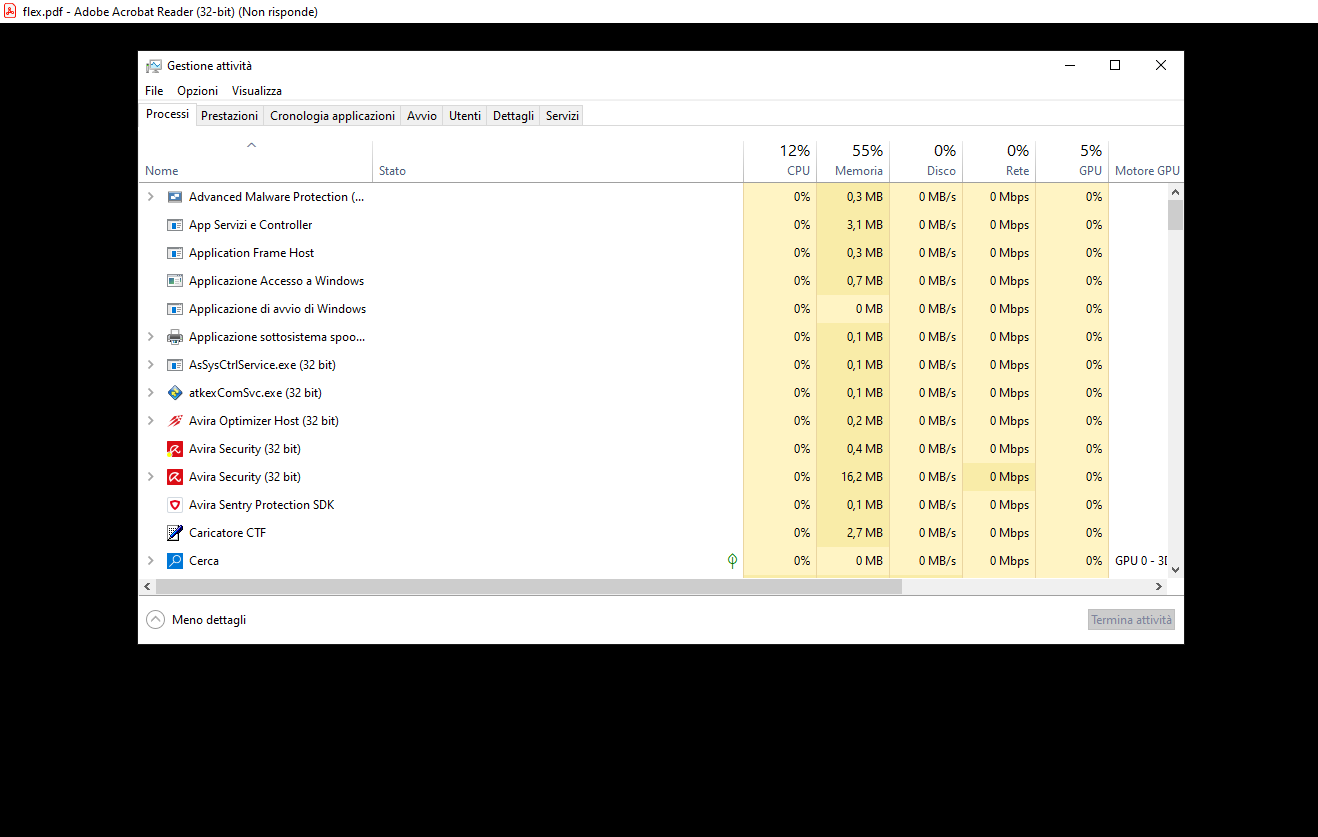 flex.pdf - Adobe Acrobat Reader (32-bit) (Non risponde)
Gestione attività
File Opzioni Visualizza
Processi Prestazioni Cronologia applicazioni Avvio Utenti Dettagli Servizi
12% 55% 0% 0% 5%
Nome Stato CPU Memoria Disco Rete GPU Motore GPU
Advanced Malware Protection (... 0% 0,3 MB 0 MB/s 0 Mbps 0%
App Servizi e Controller 0% 3,1 MB 0 MB/s 0 Mbps 0%
Application Frame Host 0% 0,3 MB 0 MB/s 0 Mbps 0%
Applicazione Accesso a Windows 0% 0,7 MB 0 MB/s 0 Mbps 0%
Applicazione di avvio di Windows 0% 0 MB 0 MB/s 0 Mbps 0%
Applicazione sottosistema spoo... 0% 0,1 MB 0 MB/s 0 Mbps 0%
AsSysCtrlService.exe (32 bit) 0% 0,1 MB 0 MB/s 0 Mbps 0%
atkexComSvc.exe (32 bit) 0% 0,1 MB 0 MB/s 0 Mbps 0%
Avira Optimizer Host (32 bit) 0% 0,2 MB 0 MB/s 0 Mbps 0%
Avira Security (32 bit) 0% 0,4 MB 0 MB/s 0 Mbps 0%
Avira Security (32 bit) 0% 16,2 MB 0 MB/s 0 Mbps 0%
Avira Sentry Protection SDK 0% 0,1 MB 0 MB/s 0 Mbps 0%
Caricatore CTF 0% 2,7 MB 0 MB/s 0 Mbps 0%
Cerca 0% 0 MB 0 MB/s 0 Mbps 0% GPU 0 - 3D
Meno dettagli Termina attività